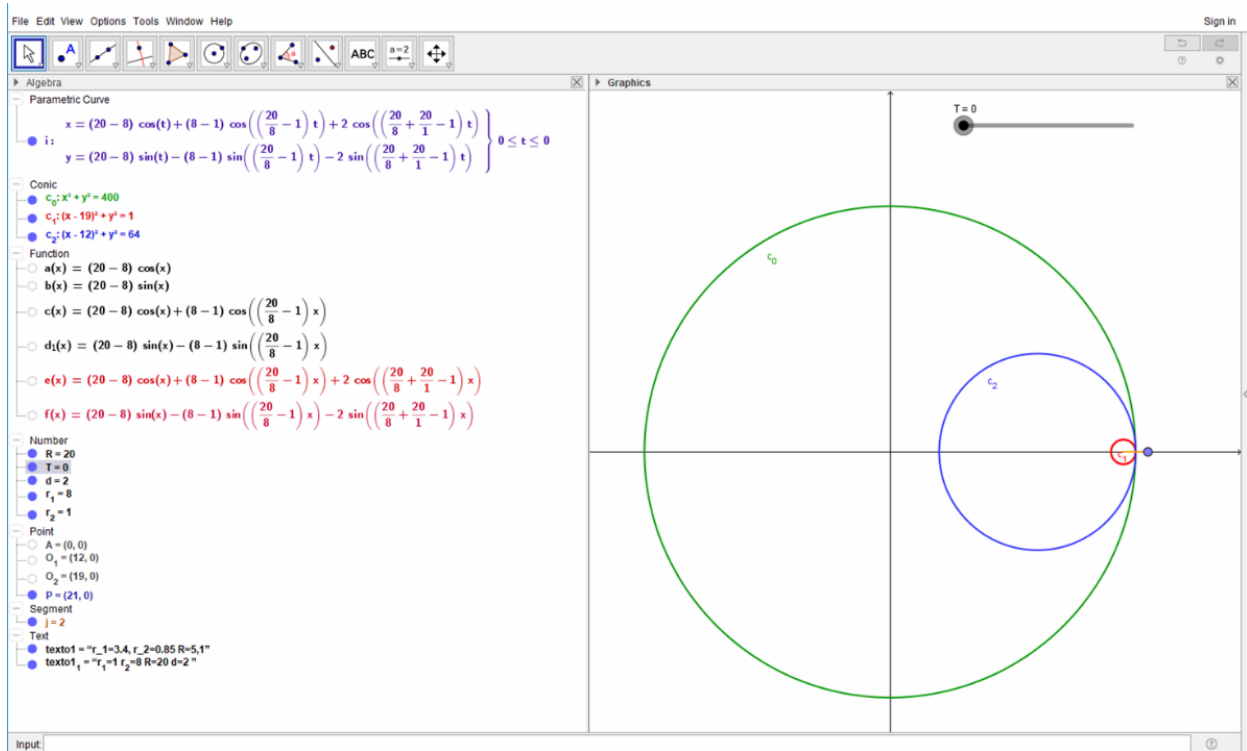 File Edit View Options Tools Window Help
Sign in
A
ABC
a=2
Algebra
Graphics
Parametric Curve
i: x = (20 − 8) cos(t) + (8 − 1) cos((20/8 − 1) t) + 2 cos((20/8 + 20/1 − 1) t)
y = (20 − 8) sin(t) − (8 − 1) sin((20/8 − 1) t) − 2 sin((20/8 + 20/1 − 1) t)
0 ≤ t ≤ 0
Conic
c₀: x² + y² = 400
c₁: (x - 19)² + y² = 1
c₂: (x - 12)² + y² = 64
Function
a(x) = (20 − 8) cos(x)
b(x) = (20 − 8) sin(x)
c(x) = (20 − 8) cos(x) + (8 − 1) cos((20/8 − 1) x)
d₁(x) = (20 − 8) sin(x) − (8 − 1) sin((20/8 − 1) x)
e(x) = (20 − 8) cos(x) + (8 − 1) cos((20/8 − 1) x) + 2 cos((20/8 + 20/1 − 1) x)
f(x) = (20 − 8) sin(x) − (8 − 1) sin((20/8 − 1) x) − 2 sin((20/8 + 20/1 − 1) x)
Number
R = 20
T = 0
d = 2
r₁ = 8
r₂ = 1
Point
A = (0, 0)
O₁ = (12, 0)
O₂ = (19, 0)
P = (21, 0)
Segment
j = 2
Text
texto1 = “r_1=3.4, r_2=0.85 R=5,1”
texto1₁ = “r₁=1 r₂=8 R=20 d=2 ”
T = 0
c₀
c₂
c₁
Input: